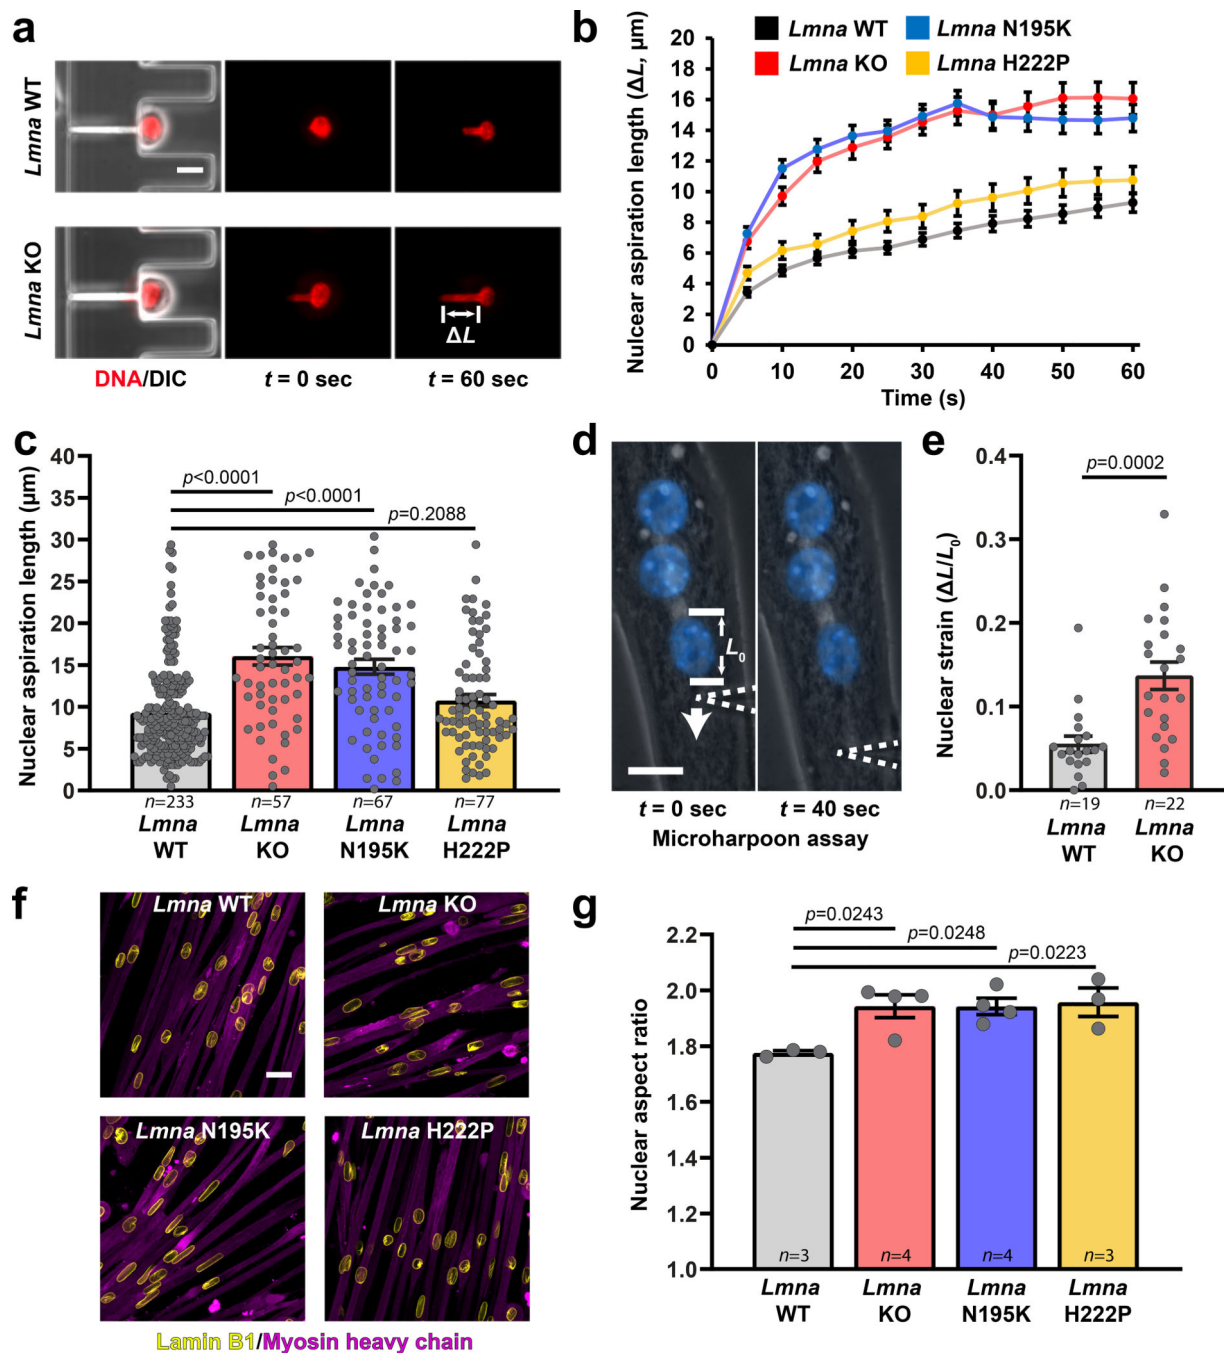 a
Lmna WT
Lmna KO
ΔL
DNA/DIC
t = 0 sec
t = 60 sec
b
Lmna WT
Lmna N195K
Lmna KO
Lmna H222P
Nulcear aspiration length (ΔL, µm)
20
18
16
14
12
10
8
6
4
2
0
0 10 20 30 40 50 60
Time (s)
c
Nuclear aspiration length (µm)
40
35
30
25
20
15
10
5
0
p<0.0001
p<0.0001
p=0.2088
n=233 n=57 n=67 n=77
Lmna Lmna Lmna Lmna
WT KO N195K H222P
d
L0
t = 0 sec
t = 40 sec
Microharpoon assay
e
Nuclear strain (ΔL/L0)
0.4
0.3
0.2
0.1
0.0
p=0.0002
n=19 n=22
Lmna Lmna
WT KO
f
Lmna WT
Lmna KO
Lmna N195K
Lmna H222P
Lamin B1/Myosin heavy chain
g
Nuclear aspect ratio
2.2
2.0
1.8
1.6
1.4
1.2
1.0
p=0.0243
p=0.0248
p=0.0223
n=3 n=4 n=4 n=3
Lmna Lmna Lmna Lmna
WT KO N195K H222P